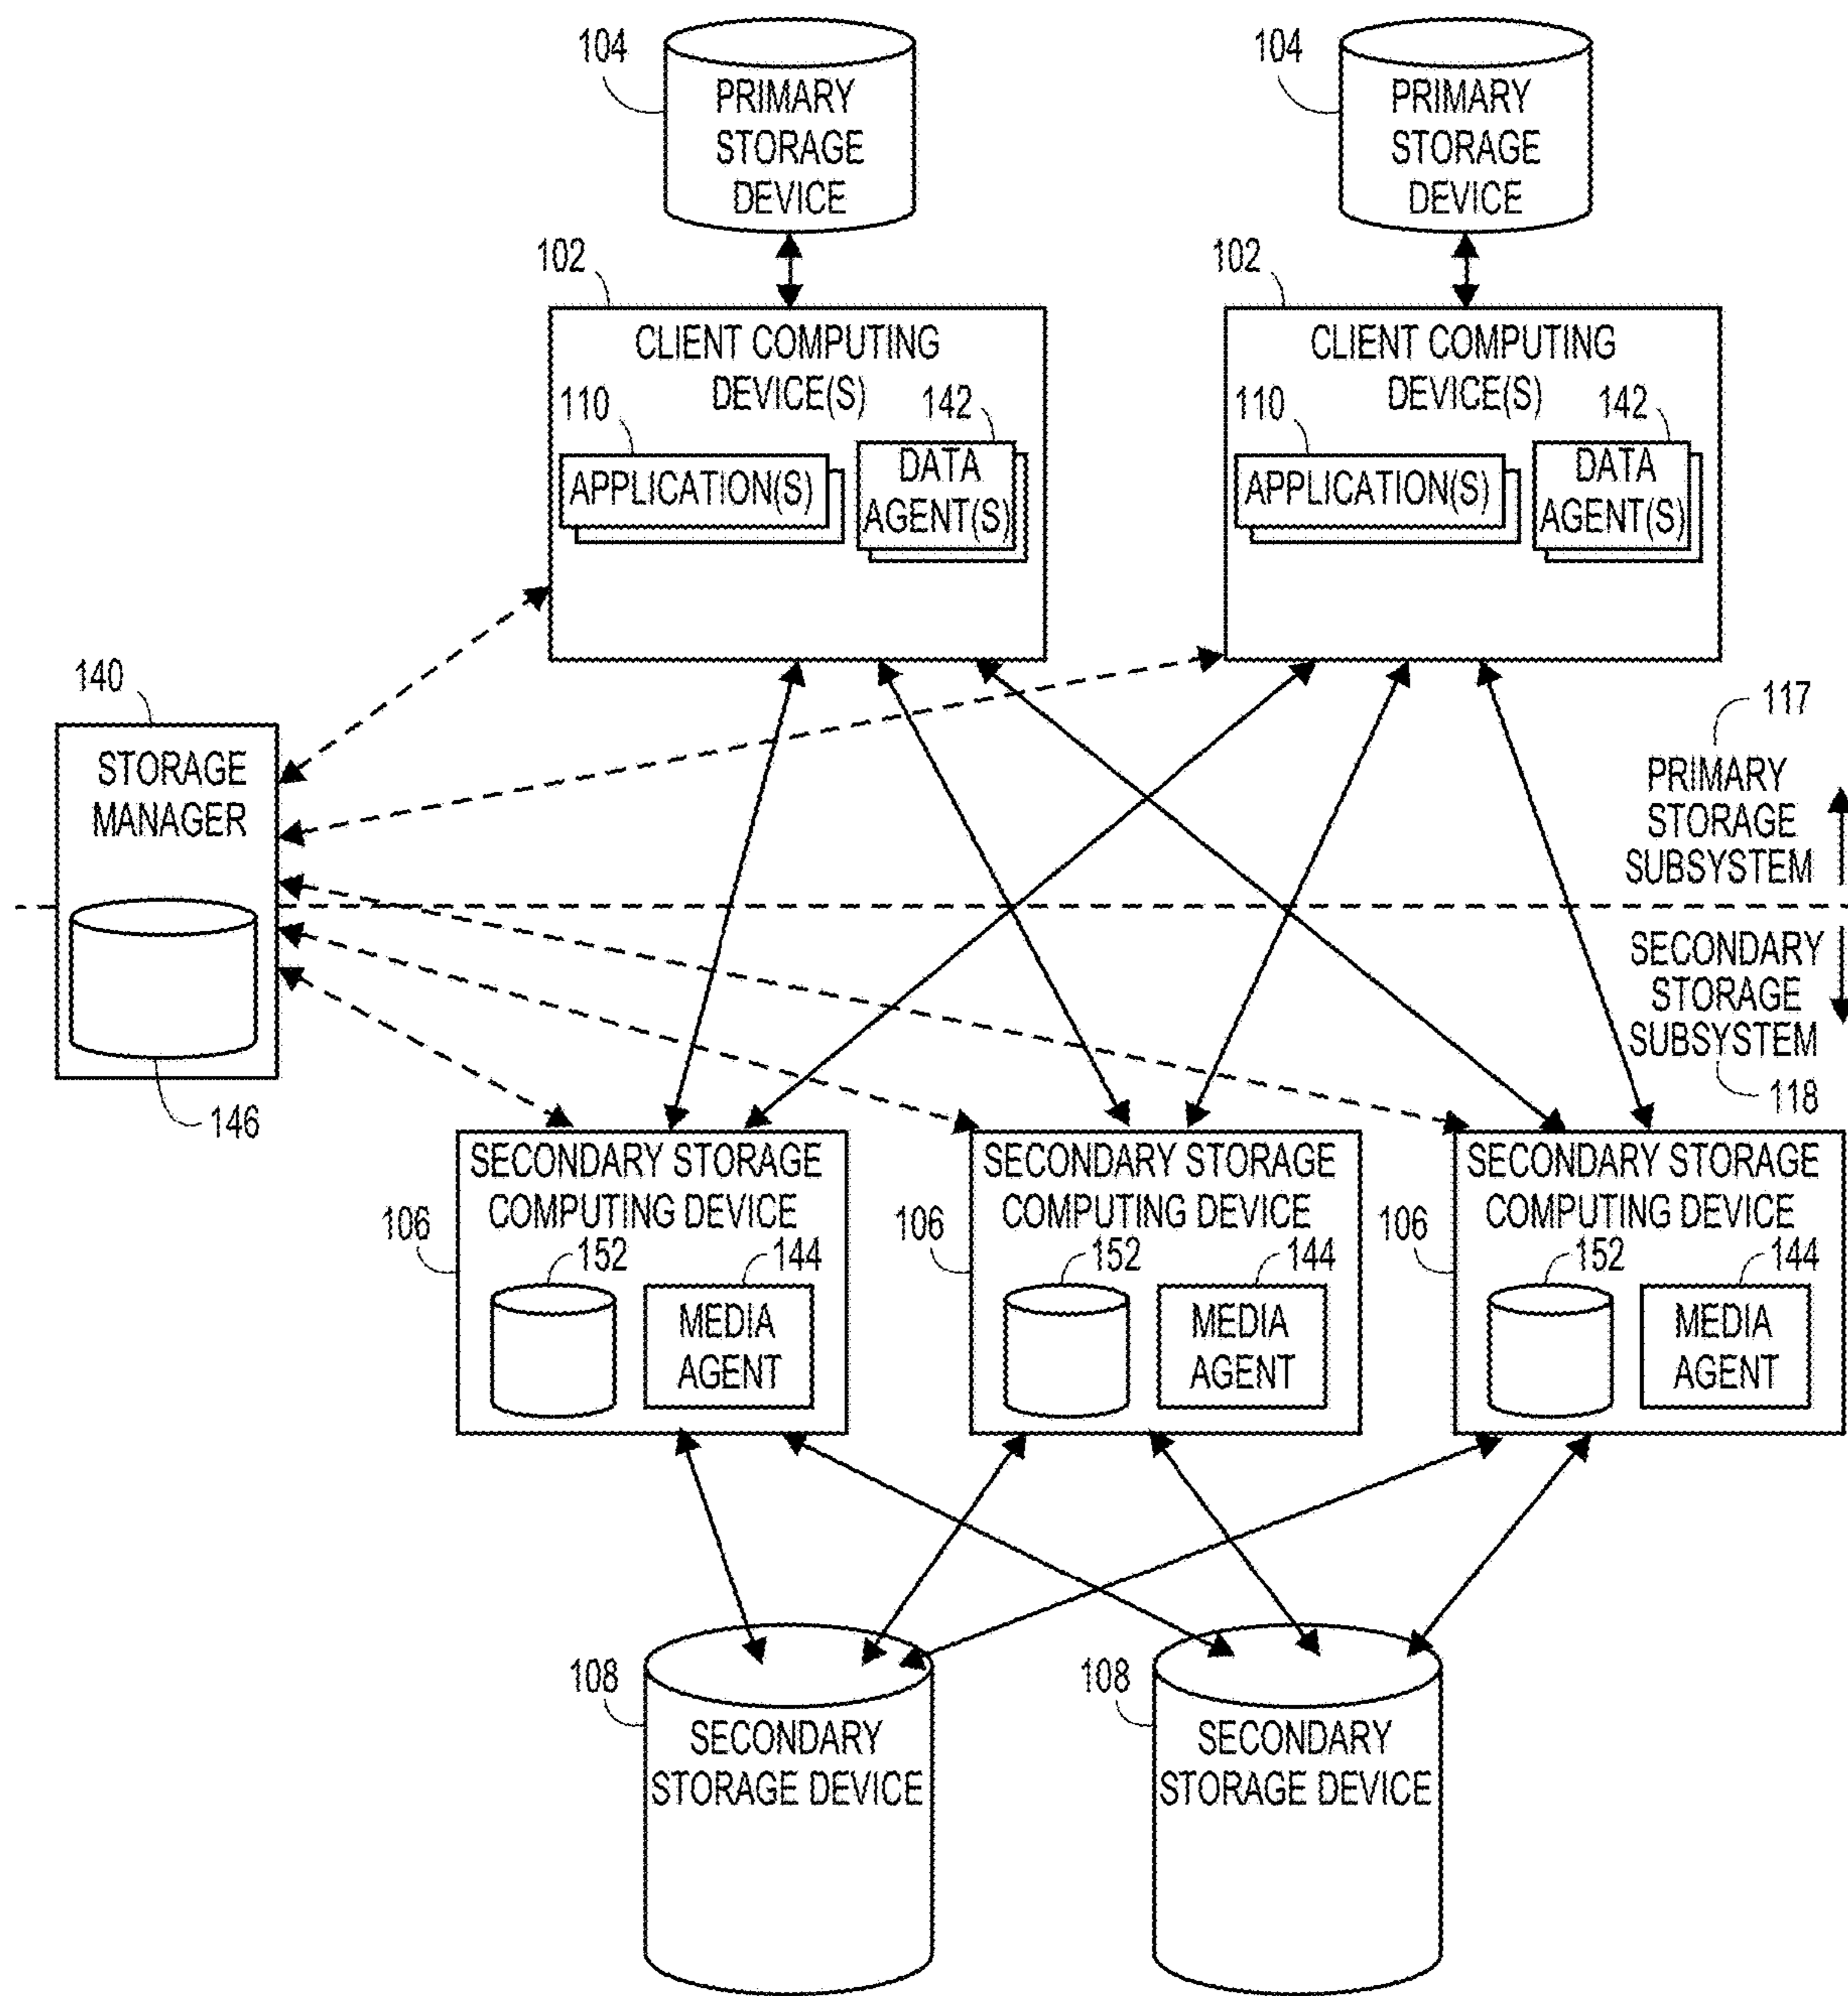 104
PRIMARY
STORAGE
DEVICE
104
PRIMARY
STORAGE
DEVICE
102
CLIENT COMPUTING
DEVICE(S)
110
142
APPLICATION(S)
DATA
AGENT(S)
102
CLIENT COMPUTING
DEVICE(S)
110
142
APPLICATION(S)
DATA
AGENT(S)
140
STORAGE
MANAGER
146
117
PRIMARY
STORAGE
SUBSYSTEM
SECONDARY
STORAGE
SUBSYSTEM
118
106
SECONDARY STORAGE
COMPUTING DEVICE
152
144
MEDIA
AGENT
106
SECONDARY STORAGE
COMPUTING DEVICE
152
144
MEDIA
AGENT
106
SECONDARY STORAGE
COMPUTING DEVICE
152
144
MEDIA
AGENT
108
SECONDARY
STORAGE DEVICE
108
SECONDARY
STORAGE DEVICE